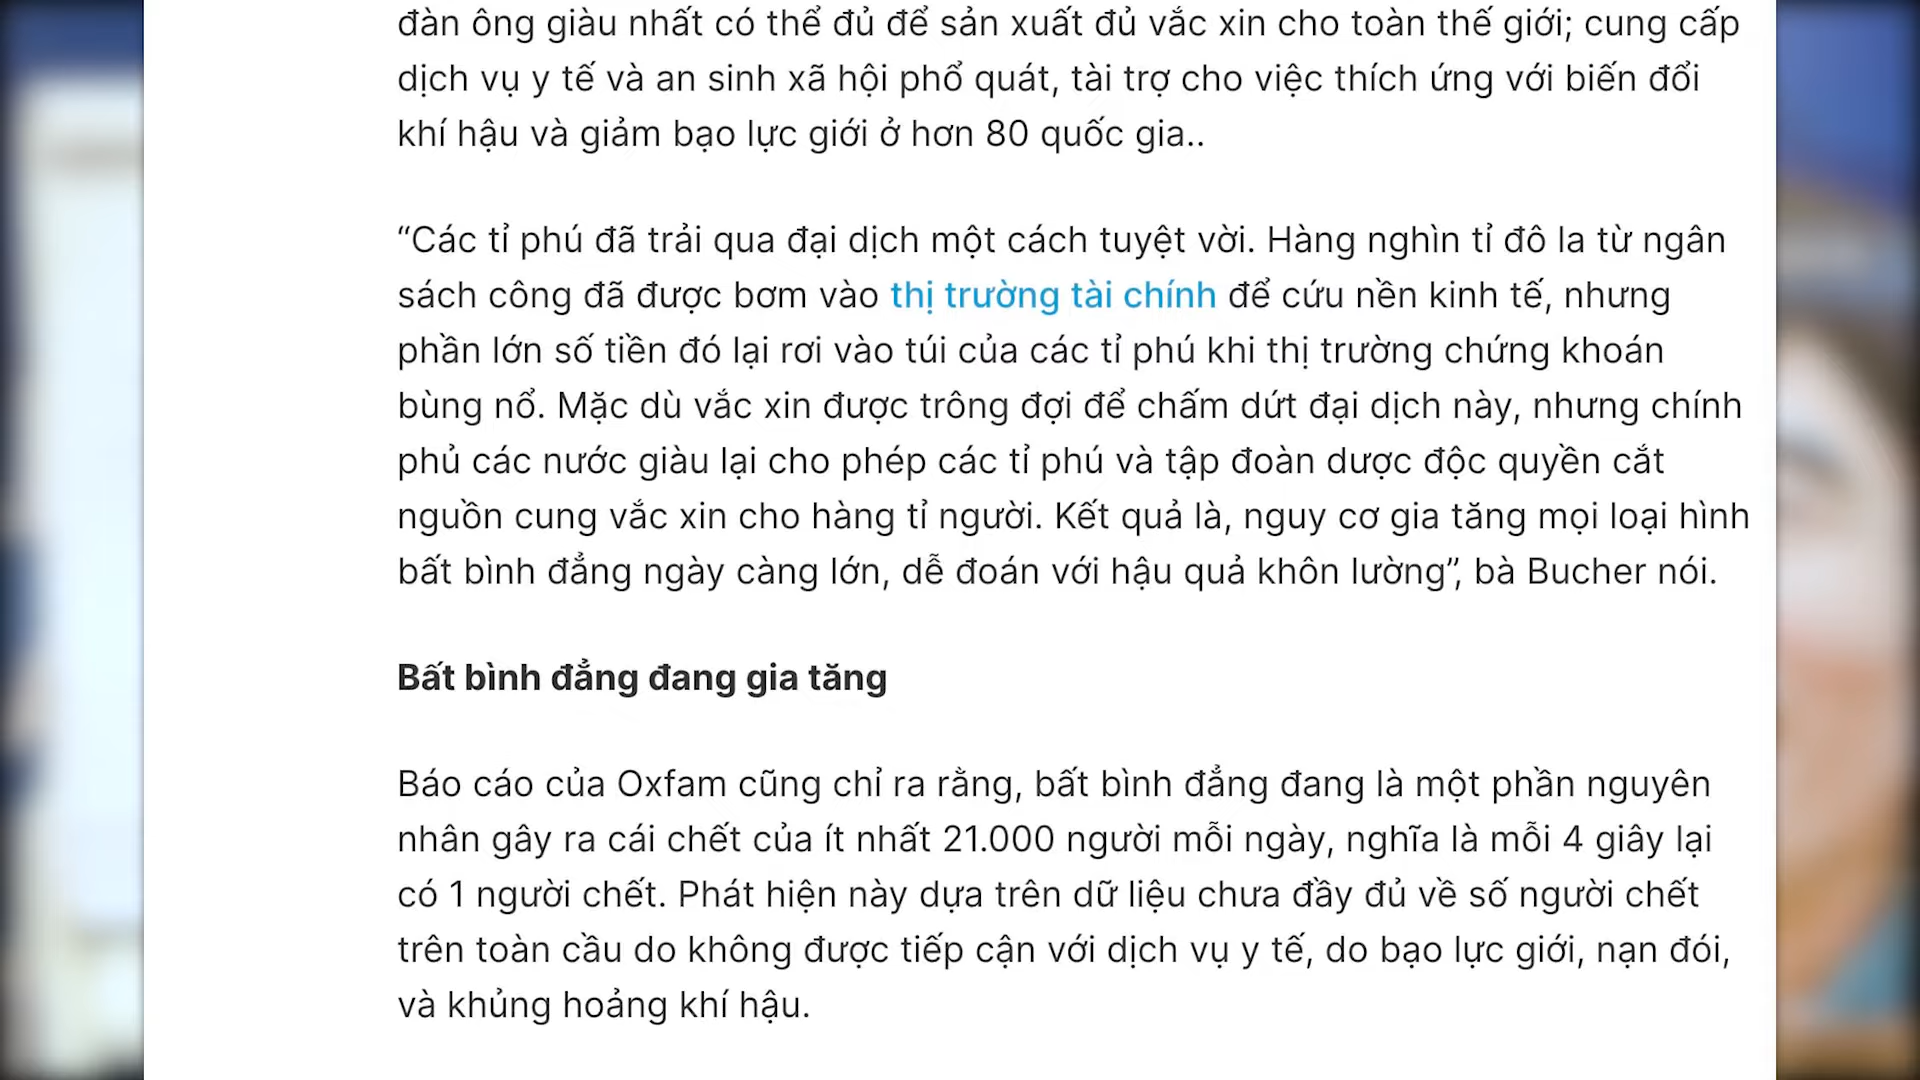 đàn ông giàu nhất có thể đủ để sản xuất đủ vắc xin cho toàn thế giới; cung cấp
dịch vụ y tế và an sinh xã hội phổ quát, tài trợ cho việc thích ứng với biến đổi
khí hậu và giảm bạo lực giới ở hơn 80 quốc gia..
“Các tỉ phú đã trải qua đại dịch một cách tuyệt vời. Hàng nghìn tỉ đô la từ ngân
sách công đã được bơm vào thị trường tài chính để cứu nền kinh tế, nhưng
phần lớn số tiền đó lại rơi vào túi của các tỉ phú khi thị trường chứng khoán
bùng nổ. Mặc dù vắc xin được trông đợi để chấm dứt đại dịch này, nhưng chính
phủ các nước giàu lại cho phép các tỉ phú và tập đoàn dược độc quyền cắt
nguồn cung vắc xin cho hàng tỉ người. Kết quả là, nguy cơ gia tăng mọi loại hình
bất bình đẳng ngày càng lớn, dễ đoán với hậu quả khôn lường”, bà Bucher nói.
Bất bình đẳng đang gia tăng
Báo cáo của Oxfam cũng chỉ ra rằng, bất bình đẳng đang là một phần nguyên
nhân gây ra cái chết của ít nhất 21.000 người mỗi ngày, nghĩa là mỗi 4 giây lại
có 1 người chết. Phát hiện này dựa trên dữ liệu chưa đầy đủ về số người chết
trên toàn cầu do không được tiếp cận với dịch vụ y tế, do bạo lực giới, nạn đói,
và khủng hoảng khí hậu.